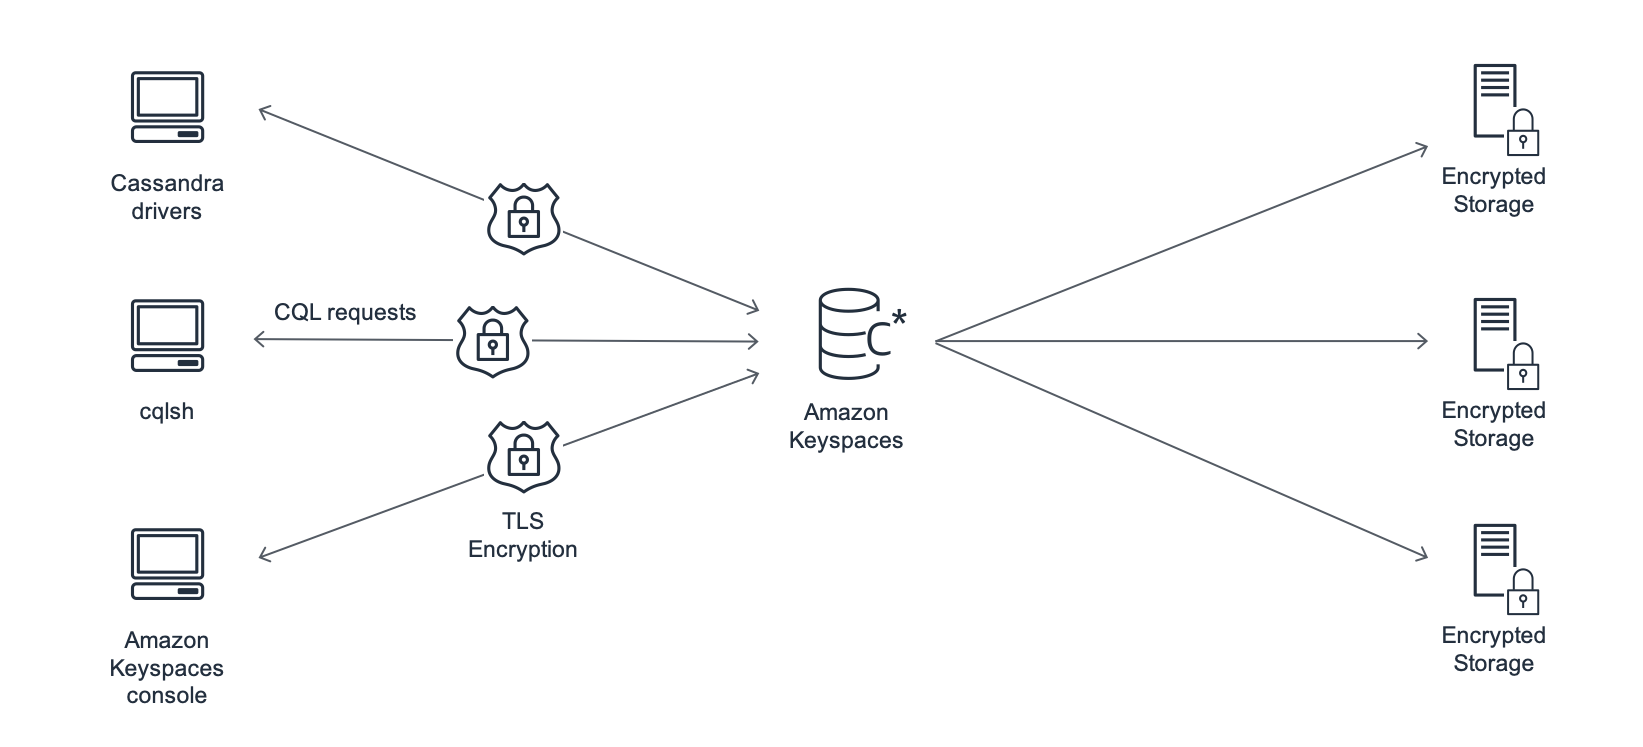 Cassandra
drivers
CQL requests
cqlsh
TLS
Encryption
Amazon
Keyspaces
console
C*
Amazon
Keyspaces
Encrypted
Storage
Encrypted
Storage
Encrypted
Storage